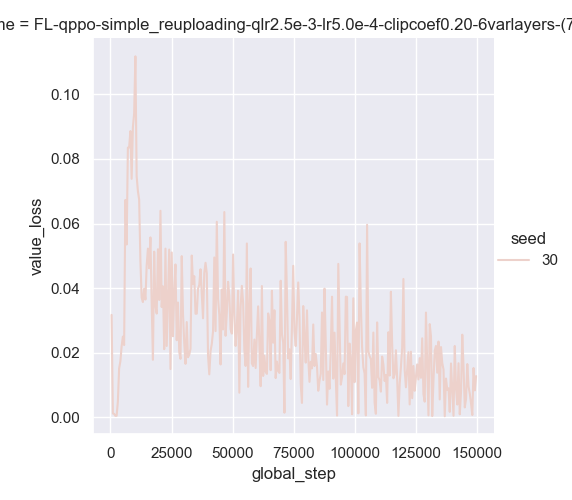 me = FL-qppo-simple_reuploading-qlr2.5e-3-lr5.0e-4-clipcoef0.20-6varlayers-(7
0.10
0.08
0.06
0.04
0.02
0.00
value_loss
0 25000 50000 75000 100000 125000 150000
global_step
seed
30